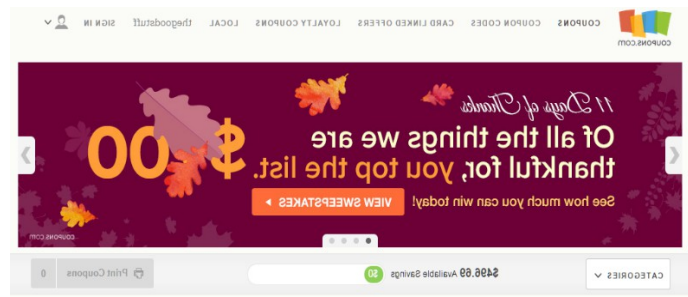 COUPONS.COM
COUPONS COUPON CODES CARD LINKED OFFERS LOYALTY COUPONS LOCAL thegoodstuff SIGN IN
11 Days of Thanks
Of all the things we are
thankful for, you top the list.
$ 00
See how much you can win today! VIEW SWEEPSTAKES
COUPONS.COM
CATEGORIES $496.69 Available Savings $0 Print Coupons 0